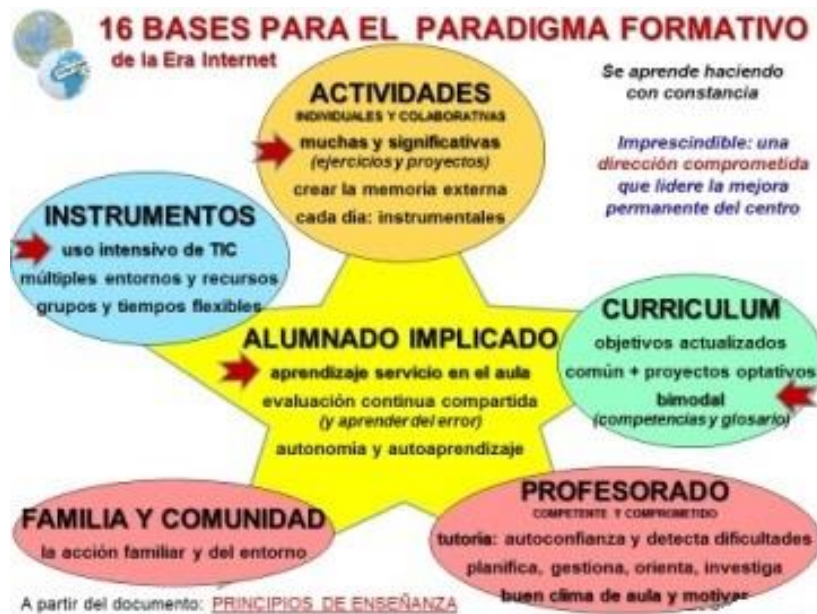 16 BASES PARA EL PARADIGMA FORMATIVO
de la Era Internet
Se aprende haciendo
con constancia
Imprescindible: una
dirección comprometida
que lidere la mejora
permanente del centro
ACTIVIDADES
INDIVIDUALES Y COLABORATIVAS
muchas y significativas
(ejercicios y proyectos)
crear la memoria externa
cada dia: instrumentales
INSTRUMENTOS
uso intensivo de TIC
múltiples entornos y recursos
grupos y tiempos flexibles
ALUMNADO IMPLICADO
aprendizaje servicio en el aula
evaluación continua compartida
(y aprender del error)
autonomía y autoaprendizaje
CURRICULUM
objetivos actualizados
común + proyectos optativos
bimodal
(competencias y glosario)
FAMILIA Y COMUNIDAD
la acción familiar y del entorno
PROFESORADO
COMPETENTE Y COMPROMETIDO
tutoría: autoconfianza y detecta dificultades
planifica, gestiona, orienta, investiga
buen clima de aula y motivar
A partir del documento: PRINCIPIOS DE ENSEÑANZA